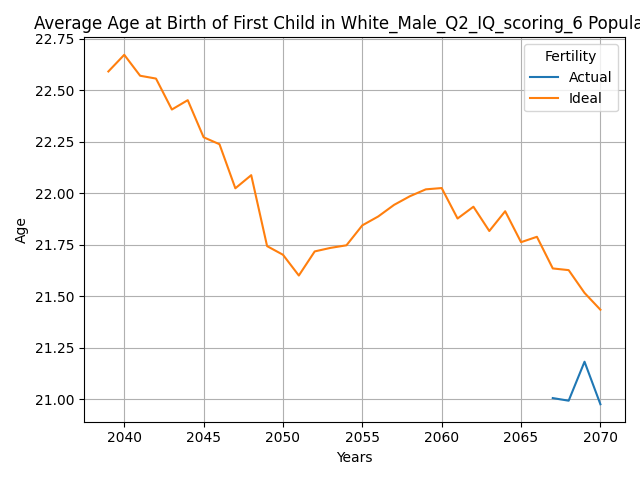 Average Age at Birth of First Child in White_Male_Q2_IQ_scoring_6 Popula
Fertility
Actual
Ideal
22.75
22.50
22.25
22.00
21.75
21.50
21.25
21.00
Age
2040 2045 2050 2055 2060 2065 2070
Years